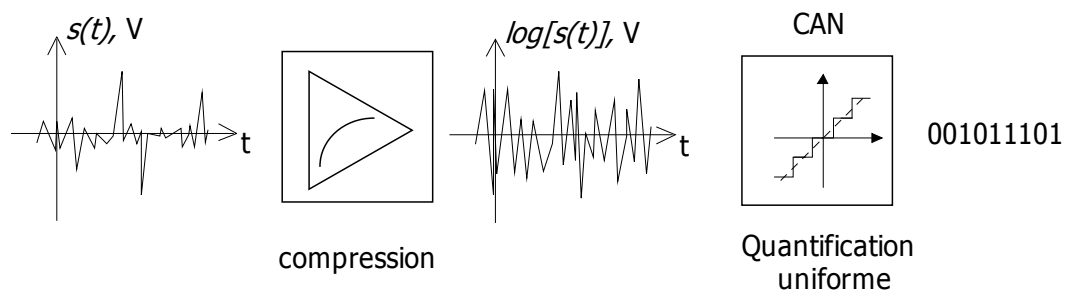 s(t), V
log[s(t)], V
CAN
t
t
001011101
compression
Quantification
uniforme